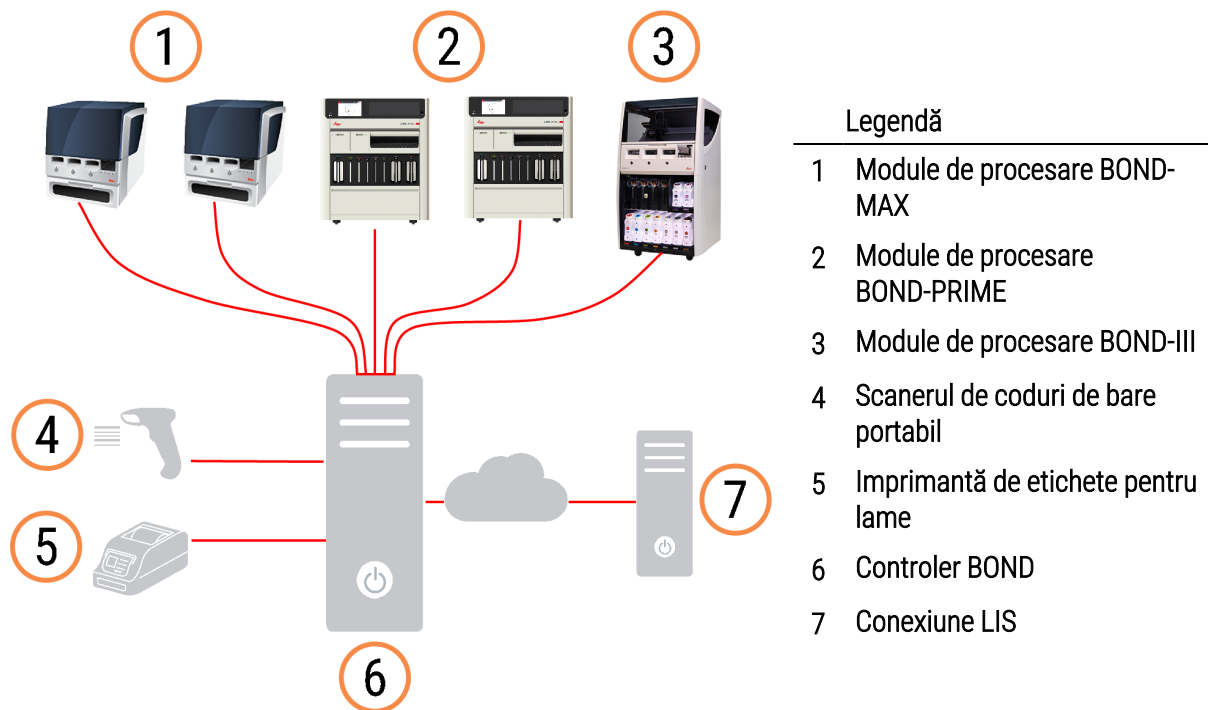 1
2
3
4
5
6
7
Legendă
1 Module de procesare BOND-
MAX
2 Module de procesare
BOND-PRIME
3 Module de procesare BOND-III
4 Scanerul de coduri de bare
portabil
5 Imprimantă de etichete pentru
lame
6 Controler BOND
7 Conexiune LIS